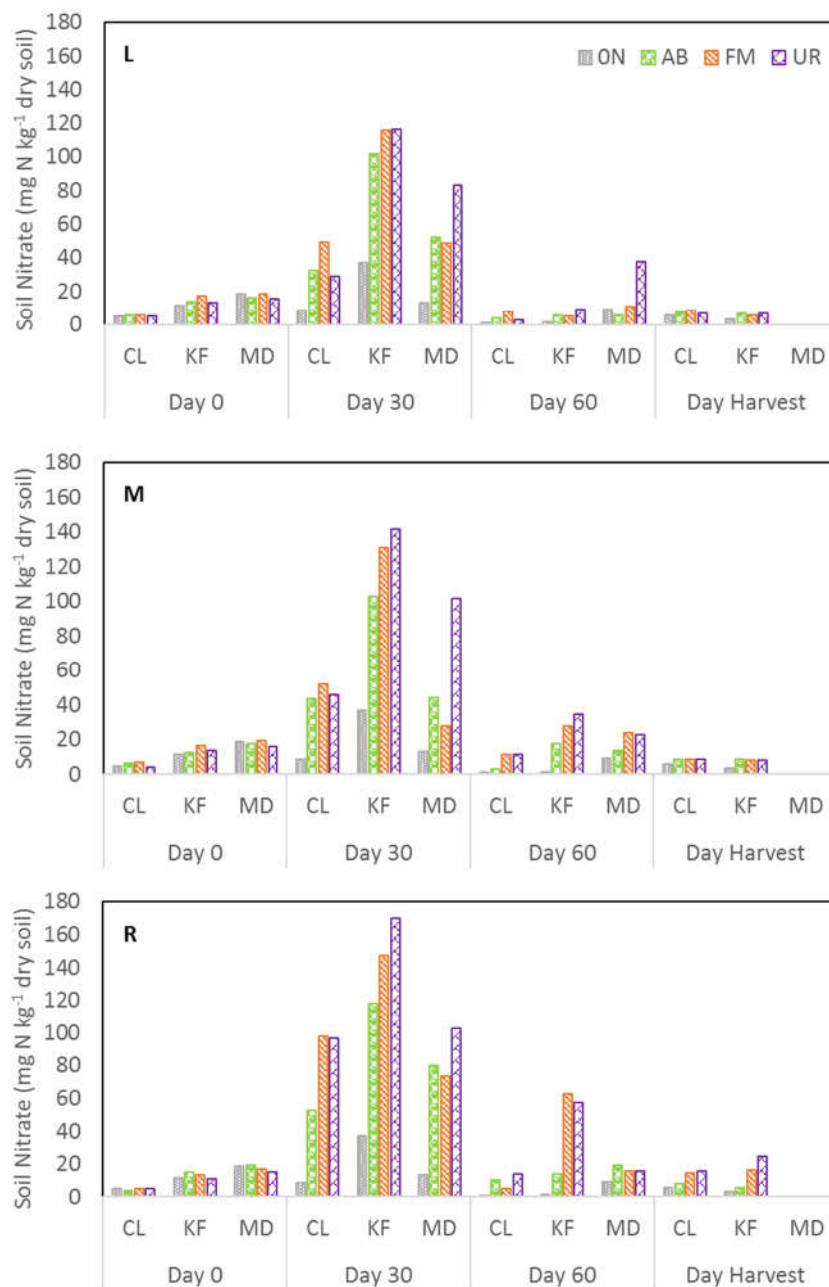 180
L
0N AB FM UR
160
140
120
100
80
60
40
20
0
Soil Nitrate (mg N kg⁻¹ dry soil)
CL KF MD CL KF MD CL KF MD CL KF MD
Day 0 Day 30 Day 60 Day Harvest
180
M
160
140
120
100
80
60
40
20
0
Soil Nitrate (mg N kg⁻¹ dry soil)
CL KF MD CL KF MD CL KF MD CL KF MD
Day 0 Day 30 Day 60 Day Harvest
180
R
160
140
120
100
80
60
40
20
0
Soil Nitrate (mg N kg⁻¹ dry soil)
CL KF MD CL KF MD CL KF MD CL KF MD
Day 0 Day 30 Day 60 Day Harvest